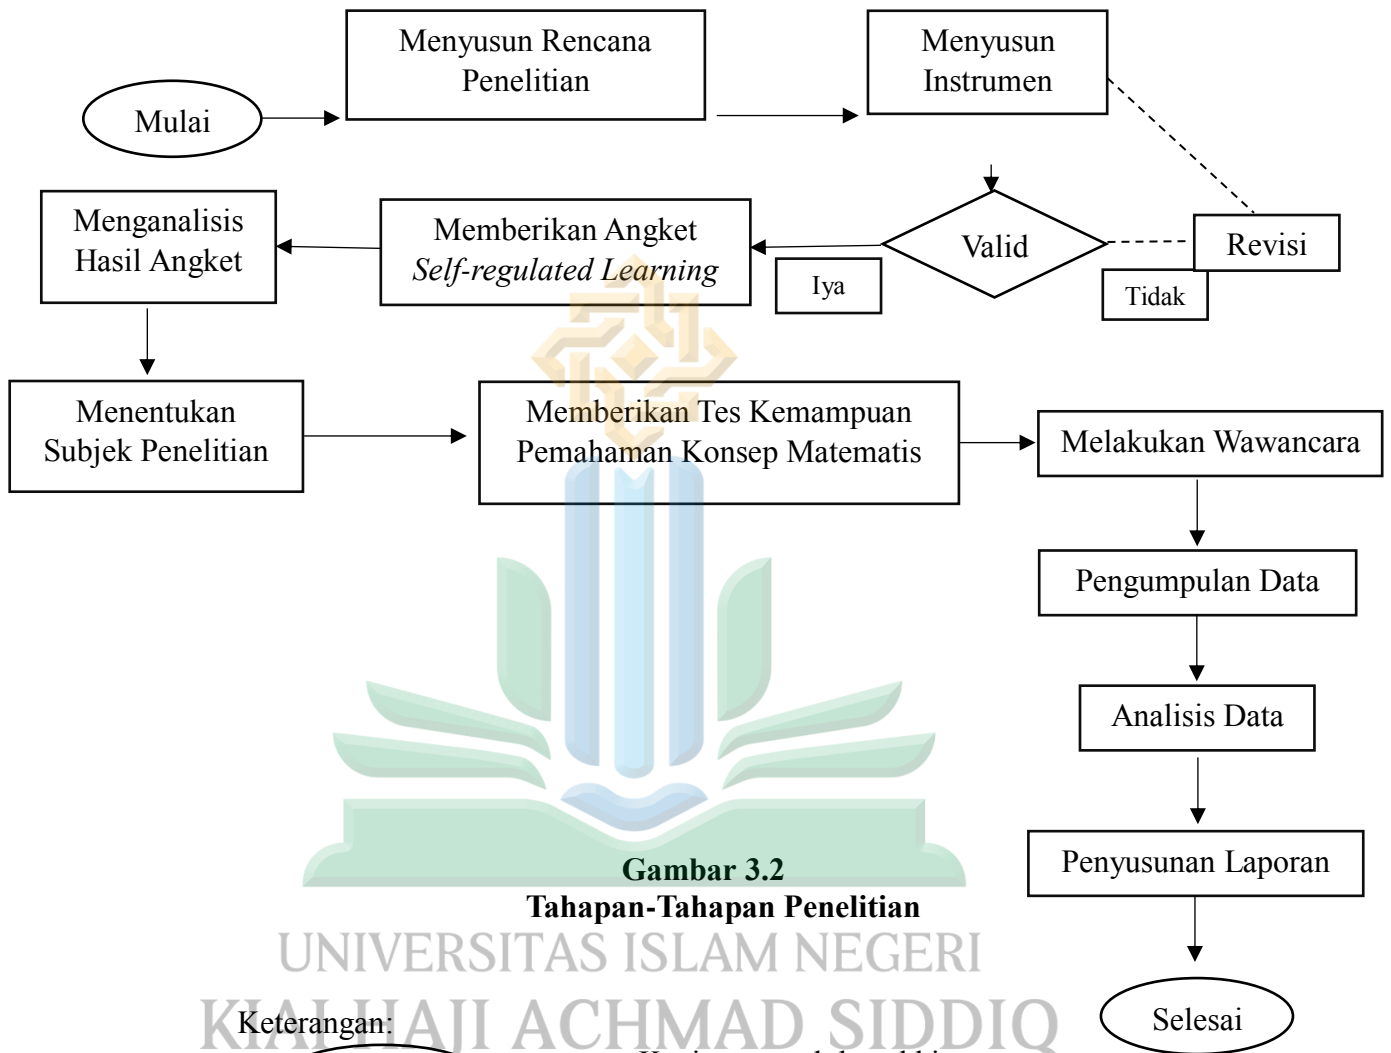 Menyusun Rencana
Penelitian
Menyusun
Instrumen
Mulai
Menganalisis
Hasil Angket
Memberikan Angket
Self-regulated Learning
Valid
Revisi
Iya
Tidak
Menentukan
Subjek Penelitian
Memberikan Tes Kemampuan
Pemahaman Konsep Matematis
Melakukan Wawancara
Pengumpulan Data
Analisis Data
Penyusunan Laporan
Gambar 3.2
Tahapan-Tahapan Penelitian
UNIVERSITAS ISLAM NEGERI
KIAI HAJI ACHMAD SIDDIQ
Selesai
Keterangan: